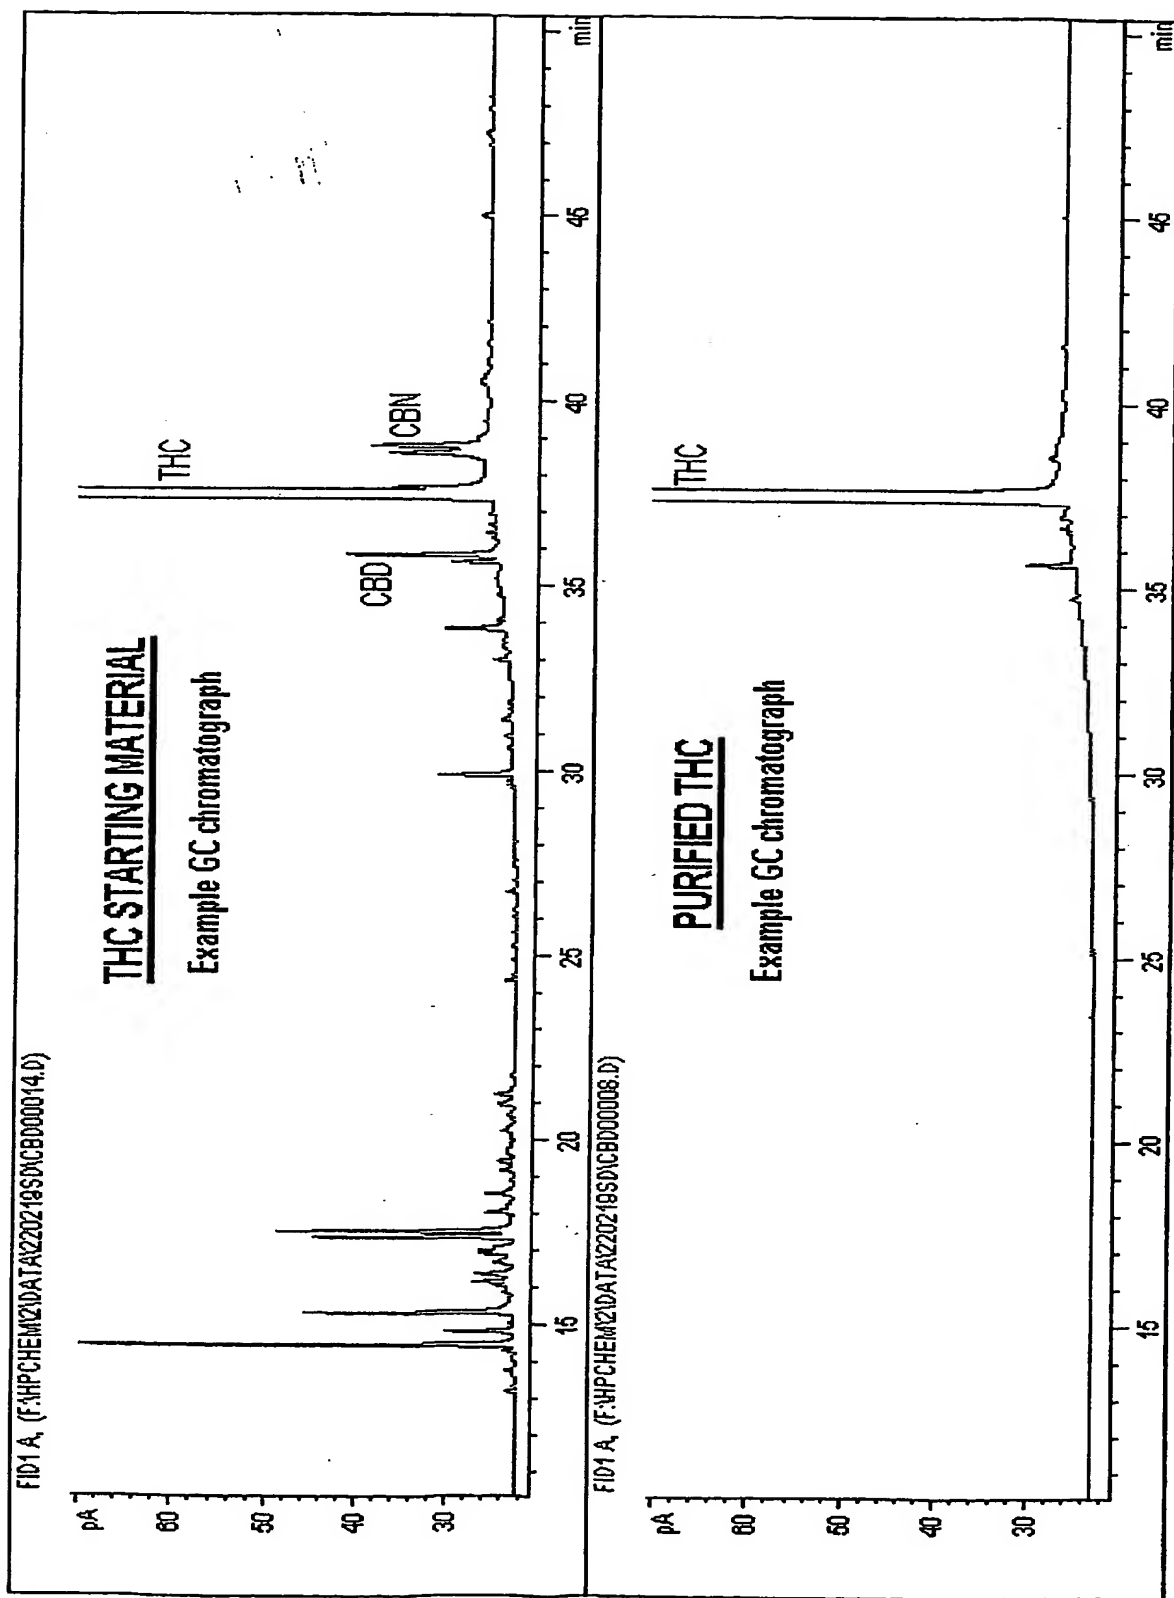 FID1 A, (F:\HPCHEM\2\DATA\220219SD\CBD00014.D)
pA
60
50
40
30
THC STARTING MATERIAL
Example GC chromatograph
CBD
THC
CBN
15
20
25
30
35
40
45
min
FID1 A, (F:\HPCHEM\2\DATA\220219SD\CBD00008.D)
pA
60
50
40
30
PURIFIED THC
Example GC chromatograph
THC
15
20
25
30
35
40
45
min